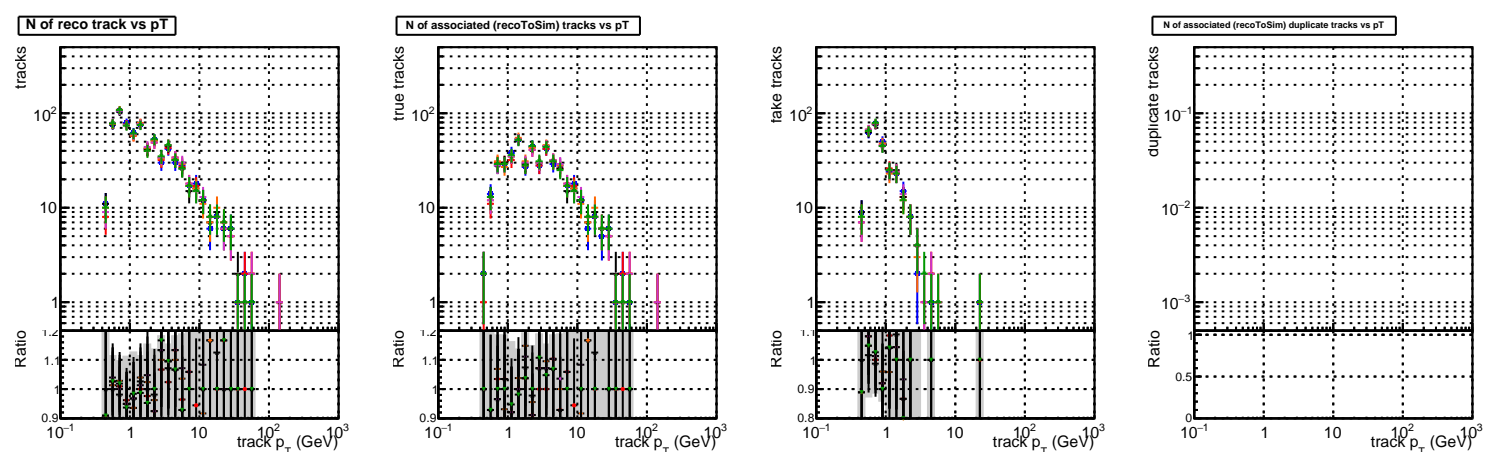 N of reco track vs pT
tracks
10²
10
1
Ratio
1.2
1.1
1
0.9
10⁻¹ 1 10 10² 10³
track p_T (GeV)
N of associated (recoToSim) tracks vs pT
true tracks
10²
10
1
Ratio
1.2
1.1
1
0.9
10⁻¹ 1 10 10² 10³
track p_T (GeV)
fake tracks
10²
10
1
Ratio
1.1
1
0.9
0.8
10⁻¹ 1 10 10² 10³
track p_T (GeV)
N of associated (recoToSim) duplicate tracks vs pT
duplicate tracks
10⁻¹
10⁻²
10⁻³
Ratio
1
0.5
0
10⁻¹ 1 10 10² 10³
track p_T (GeV)